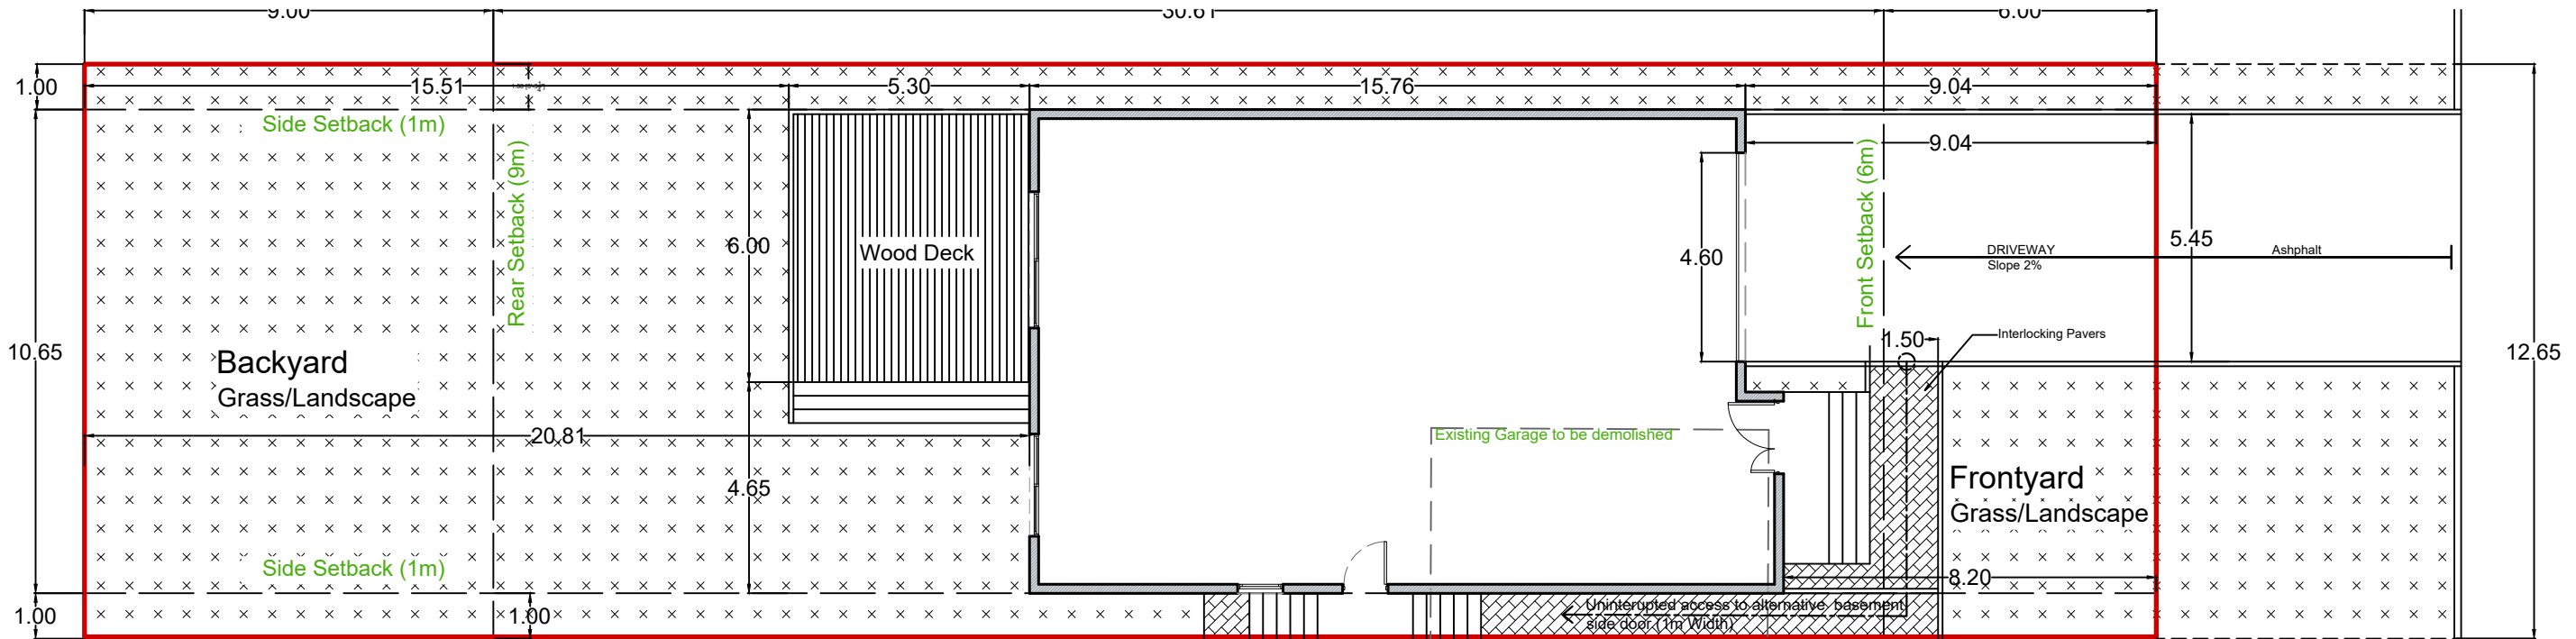 9.00
30.61
6.00
1.00
15.51
5.30
15.76
9.04
Side Setback (1m)
9.04
Rear Setback (9m)
Front Setback (6m)
6.00
Wood Deck
4.60
5.45
DRIVEWAY
Slope 2%
Ashphalt
10.65
Backyard
Grass/Landscape
1.50
Interlocking Pavers
12.65
20.81
Existing Garage to be demolished
4.65
Frontyard
Grass/Landscape
Side Setback (1m)
8.20
1.00
1.00
Uninterupted access to alternative basement
side door (1m Width)